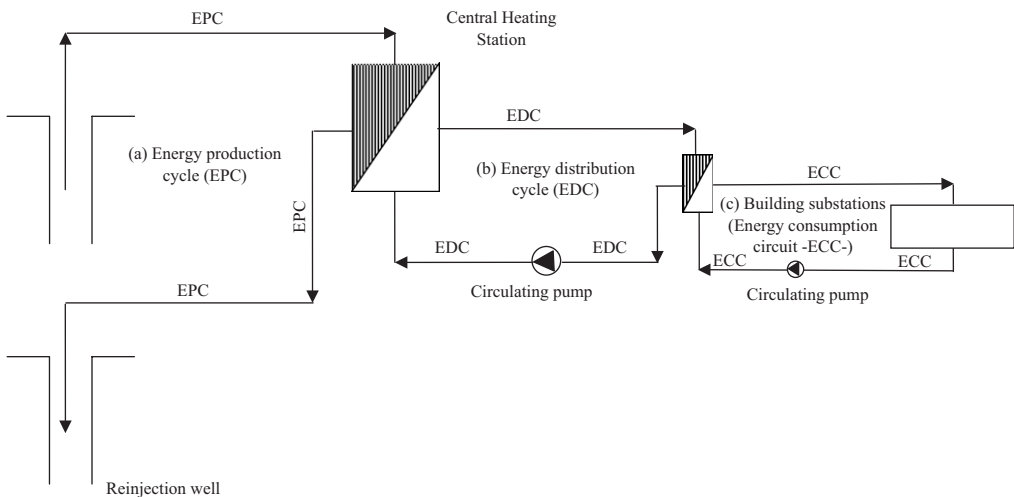 EPC
Central Heating
Station
EDC
(a) Energy production
cycle (EPC)
(b) Energy distribution
cycle (EDC)
ECC
(c) Building substations
(Energy consumption
circuit -ECC-)
EPC
EDC
EDC
ECC
ECC
Circulating pump
Circulating pump
EPC
Reinjection well